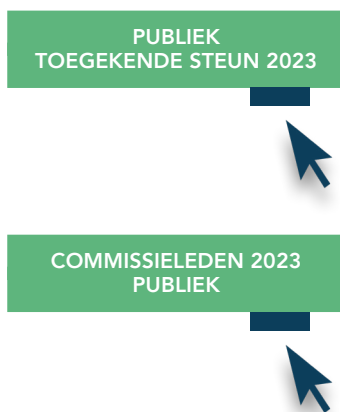 PUBLIEK
TOEGEKENDE STEUN 2023
COMMISSIELEDEN 2023
PUBLIEK